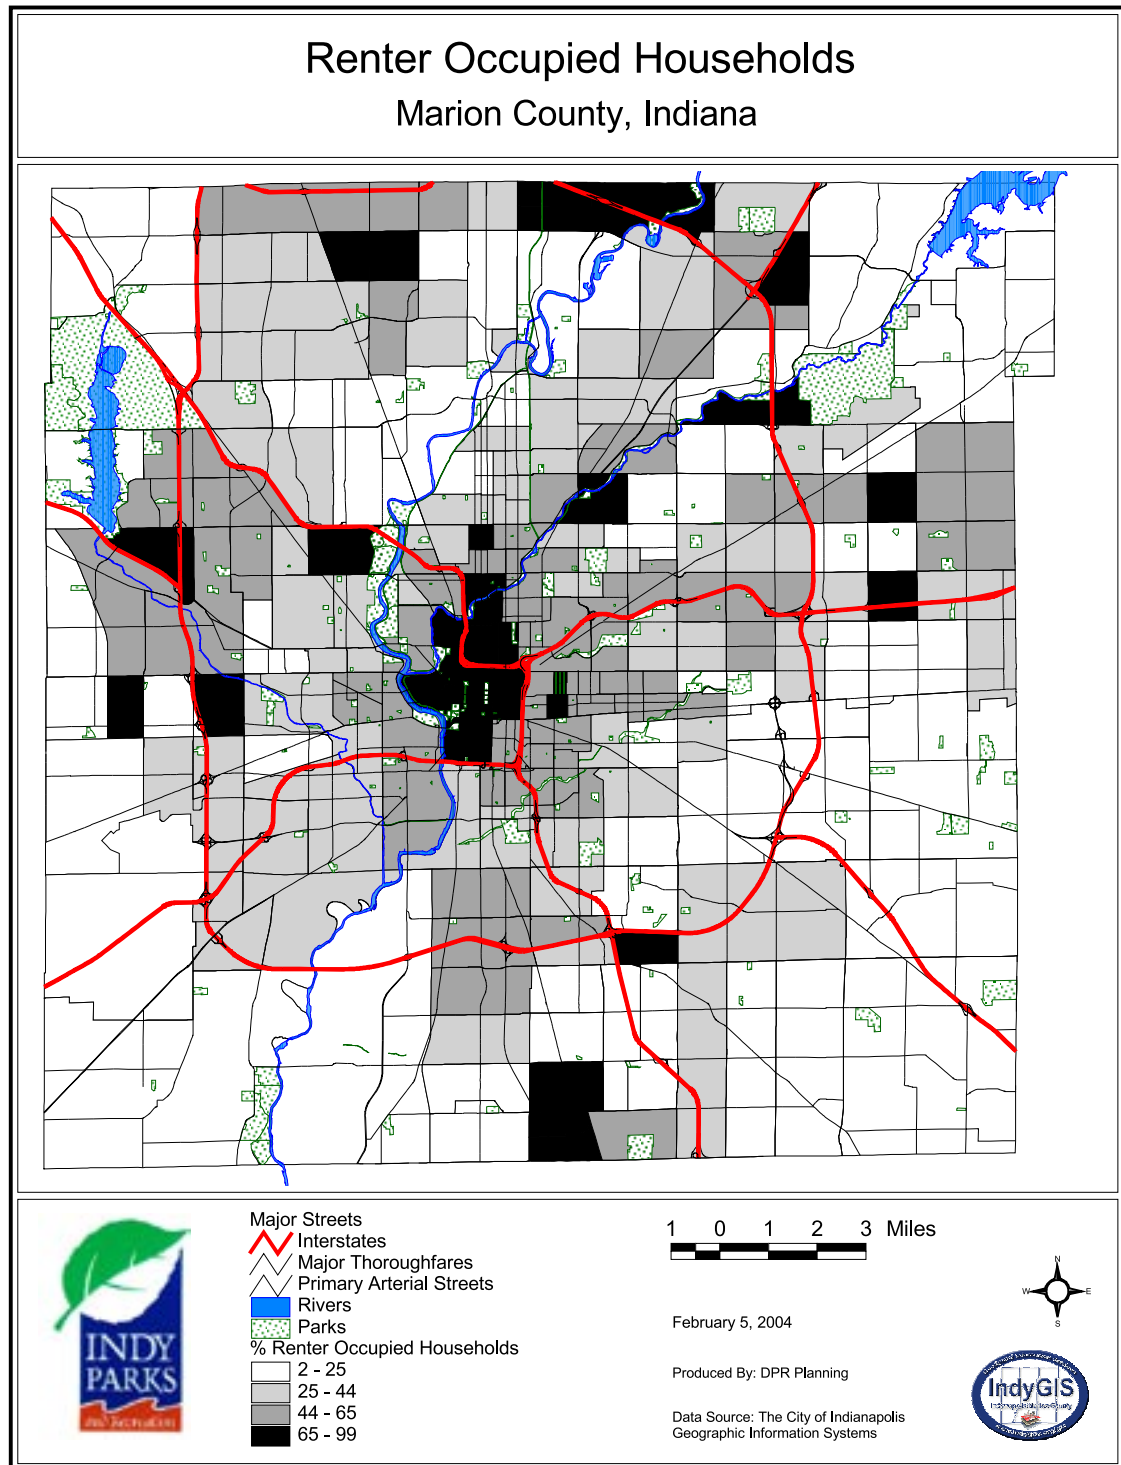 Renter Occupied Households
Marion County, Indiana
Major Streets
Interstates
Major Thoroughfares
Primary Arterial Streets
Rivers
Parks
% Renter Occupied Households
2 - 25
25 - 44
44 - 65
65 - 99
1 0 1 2 3 Miles
N
W E
S
February 5, 2004
Produced By: DPR Planning
Data Source: The City of Indianapolis
Geographic Information Systems
INDY
PARKS
IndyGIS